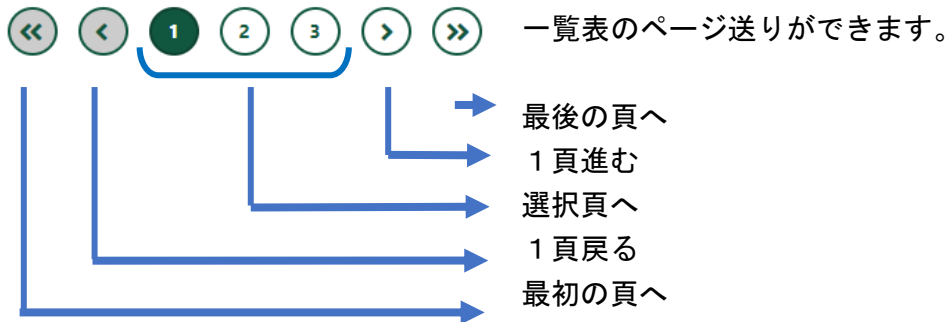 « < 1 2 3 > » 一覧表のページ送りができます。
最後の頁へ
１頁進む
選択頁へ
１頁戻る
最初の頁へ